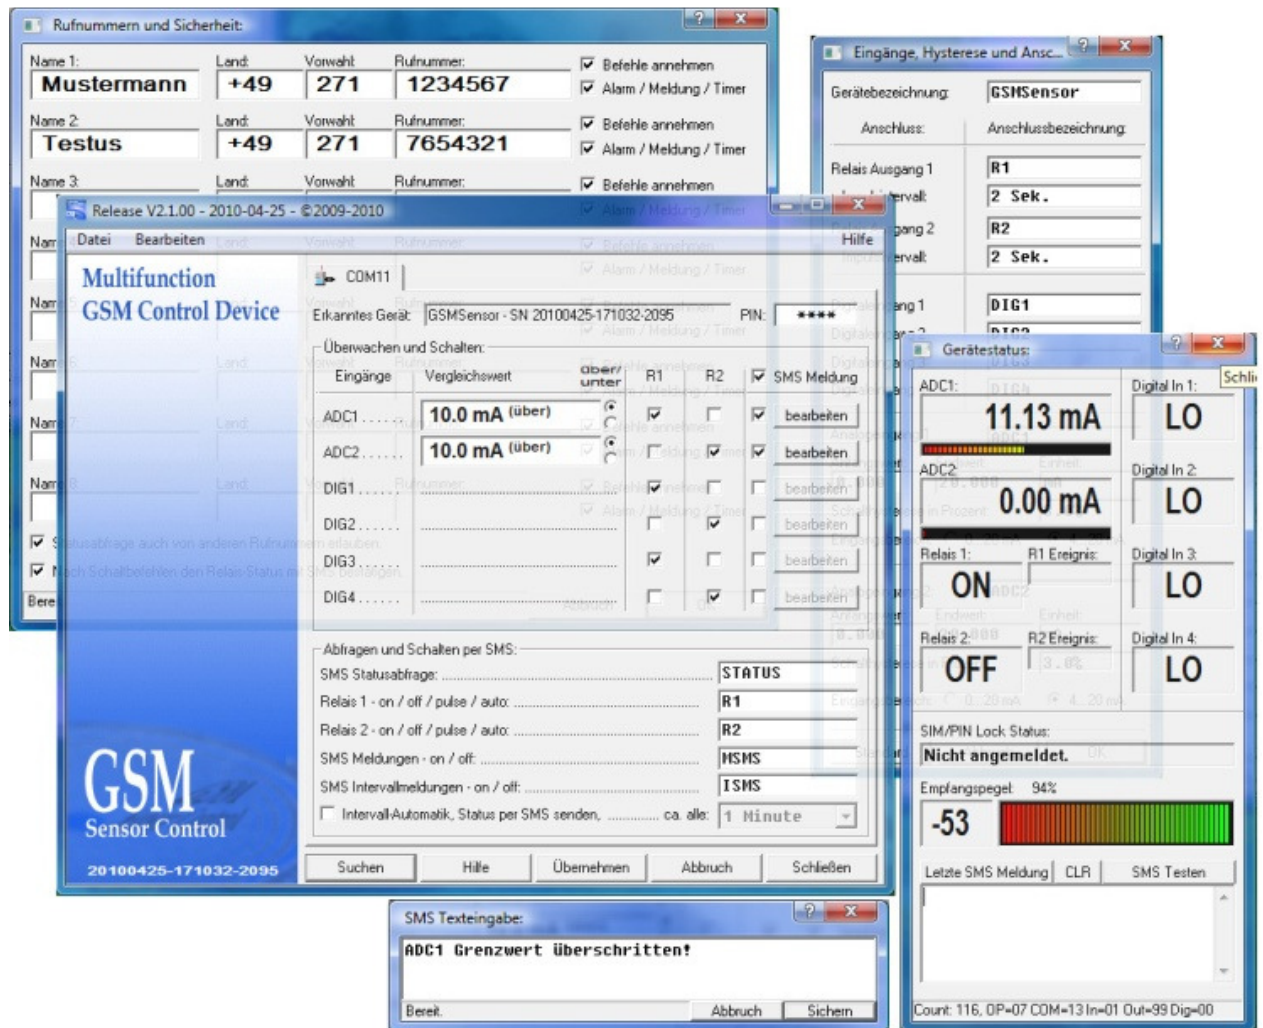 Rufnummern und Sicherheit:
Name 1: Land: Vorwahl: Rufnummer:
Mustermann +49 271 1234567
Befehle annehmen
Alarm / Meldung / Timer
Name 2: Land: Vorwahl: Rufnummer:
Testus +49 271 7654321
Befehle annehmen
Alarm / Meldung / Timer
Name 3: Land: Vorwahl: Rufnummer:
Befehle annehmen
Statusabfrage auch von anderen Rufnummern erlauben.
Eingänge, Hysterese und Ansc...
Gerätebezeichnung: GSMSensor
Anschluss: Anschlussbezeichnung:
Relais Ausgang 1 R1
2 Sek.
R2
2 Sek.
DIG1
Release V2.1.00 - 2010-04-25 - ©2009-2010
Datei Bearbeiten Hilfe
Multifunction
GSM Control Device
COM11
Erkanntes Gerät: GSMSensor - SN 20100425-171032-2095 PIN: ****
Überwachen und Schalten:
Eingänge Vergleichswert über/unter R1 R2 SMS Meldung
ADC1...... 10.0 mA (über) bearbeiten
ADC2...... 10.0 mA (über) bearbeiten
DIG1...... bearbeiten
DIG2...... bearbeiten
DIG3...... bearbeiten
DIG4...... bearbeiten
Abfragen und Schalten per SMS:
SMS Statusabfrage: STATUS
Relais 1 - on / off / pulse / auto: R1
Relais 2 - on / off / pulse / auto: R2
SMS Meldungen - on / off: MSMS
SMS Intervallmeldungen - on / off: ISMS
Intervall-Automatik, Status per SMS senden, ............. ca. alle: 1 Minute
GSM
Sensor Control
20100425-171032-2095
Suchen Hilfe Übernehmen Abbruch Schließen
Gerätestatus:
ADC1: Digital In 1:
11.13 mA LO
ADC2: Digital In 2:
0.00 mA LO
Relais 1: R1 Ereignis: Digital In 3:
ON LO
Relais 2: R2 Ereignis: Digital In 4:
OFF LO
SIM/PIN Lock Status:
Nicht angemeldet.
Empfangspegel: 94%
-53
Letzte SMS Meldung CLR SMS Testen
Count: 116, OP=07 COM=13 In=01 Out=99 Dig=00
SMS Texteingabe:
ADC1 Grenzwert überschritten!
Bereit. Abbruch Sichern